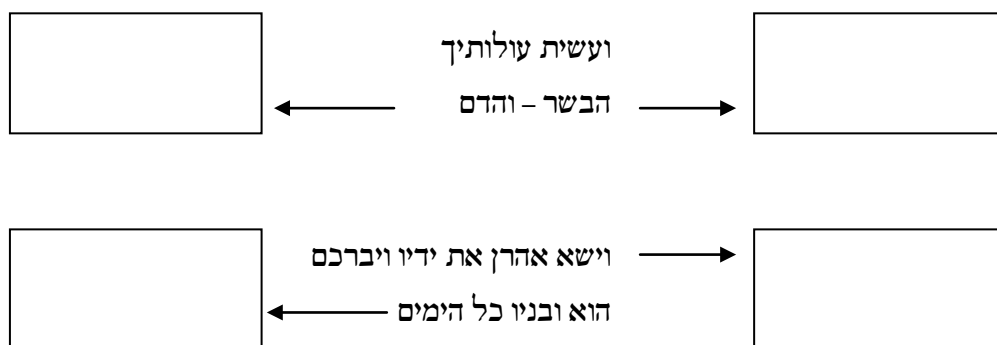 ועשית עולותיך
הבשר – והדם
וישא אהרן את ידיו ויברכם
הוא ובניו כל הימים